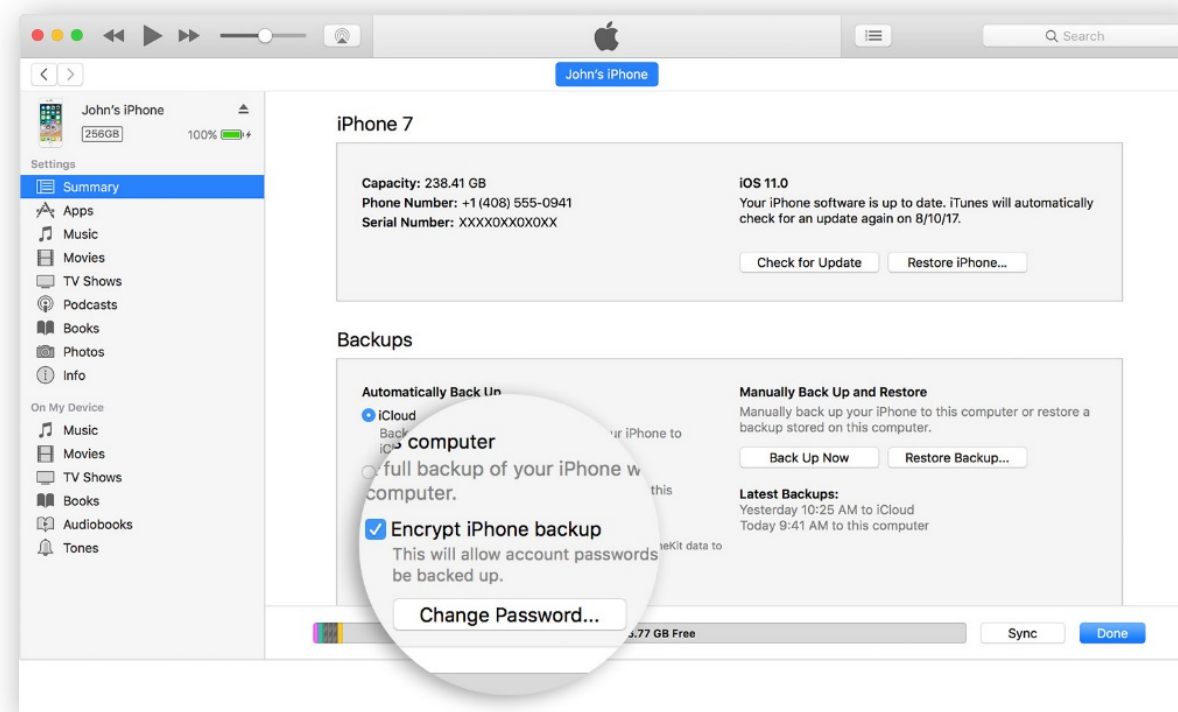 Search
John's iPhone
John's iPhone
256GB
100%
Settings
Summary
Apps
Music
Movies
TV Shows
Podcasts
Books
Photos
Info
On My Device
Music
Movies
TV Shows
Books
Audiobooks
Tones
iPhone 7
Capacity: 238.41 GB
Phone Number: +1 (408) 555-0941
Serial Number: XXXX0XX0X0XX
iOS 11.0
Your iPhone software is up to date. iTunes will automatically
check for an update again on 8/10/17.
Check for Update
Restore iPhone...
Backups
Automatically Back Up
iCloud
iPhone to
this
data to
computer
full backup of your iPhone
computer.
Encrypt iPhone backup
This will allow account passwords
be backed up.
Change Password...
Manually Back Up and Restore
Manually back up your iPhone to this computer or restore a
backup stored on this computer.
Back Up Now
Restore Backup...
Latest Backups:
Yesterday 10:25 AM to iCloud
Today 9:41 AM to this computer
.77 GB Free
Sync
Done